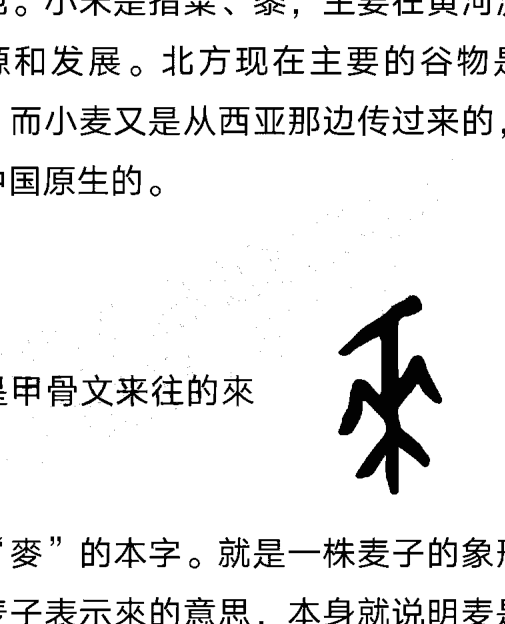 。小米是指粟、黍，主要在黄河
源和发展。北方现在主要的谷物是
而小麦又是从西亚那边传过来的，
中国原生的。
是甲骨文来往的來
“麥”的本字。就是一株麦子的象形
麦子表示來的意思，本身就说明麦是